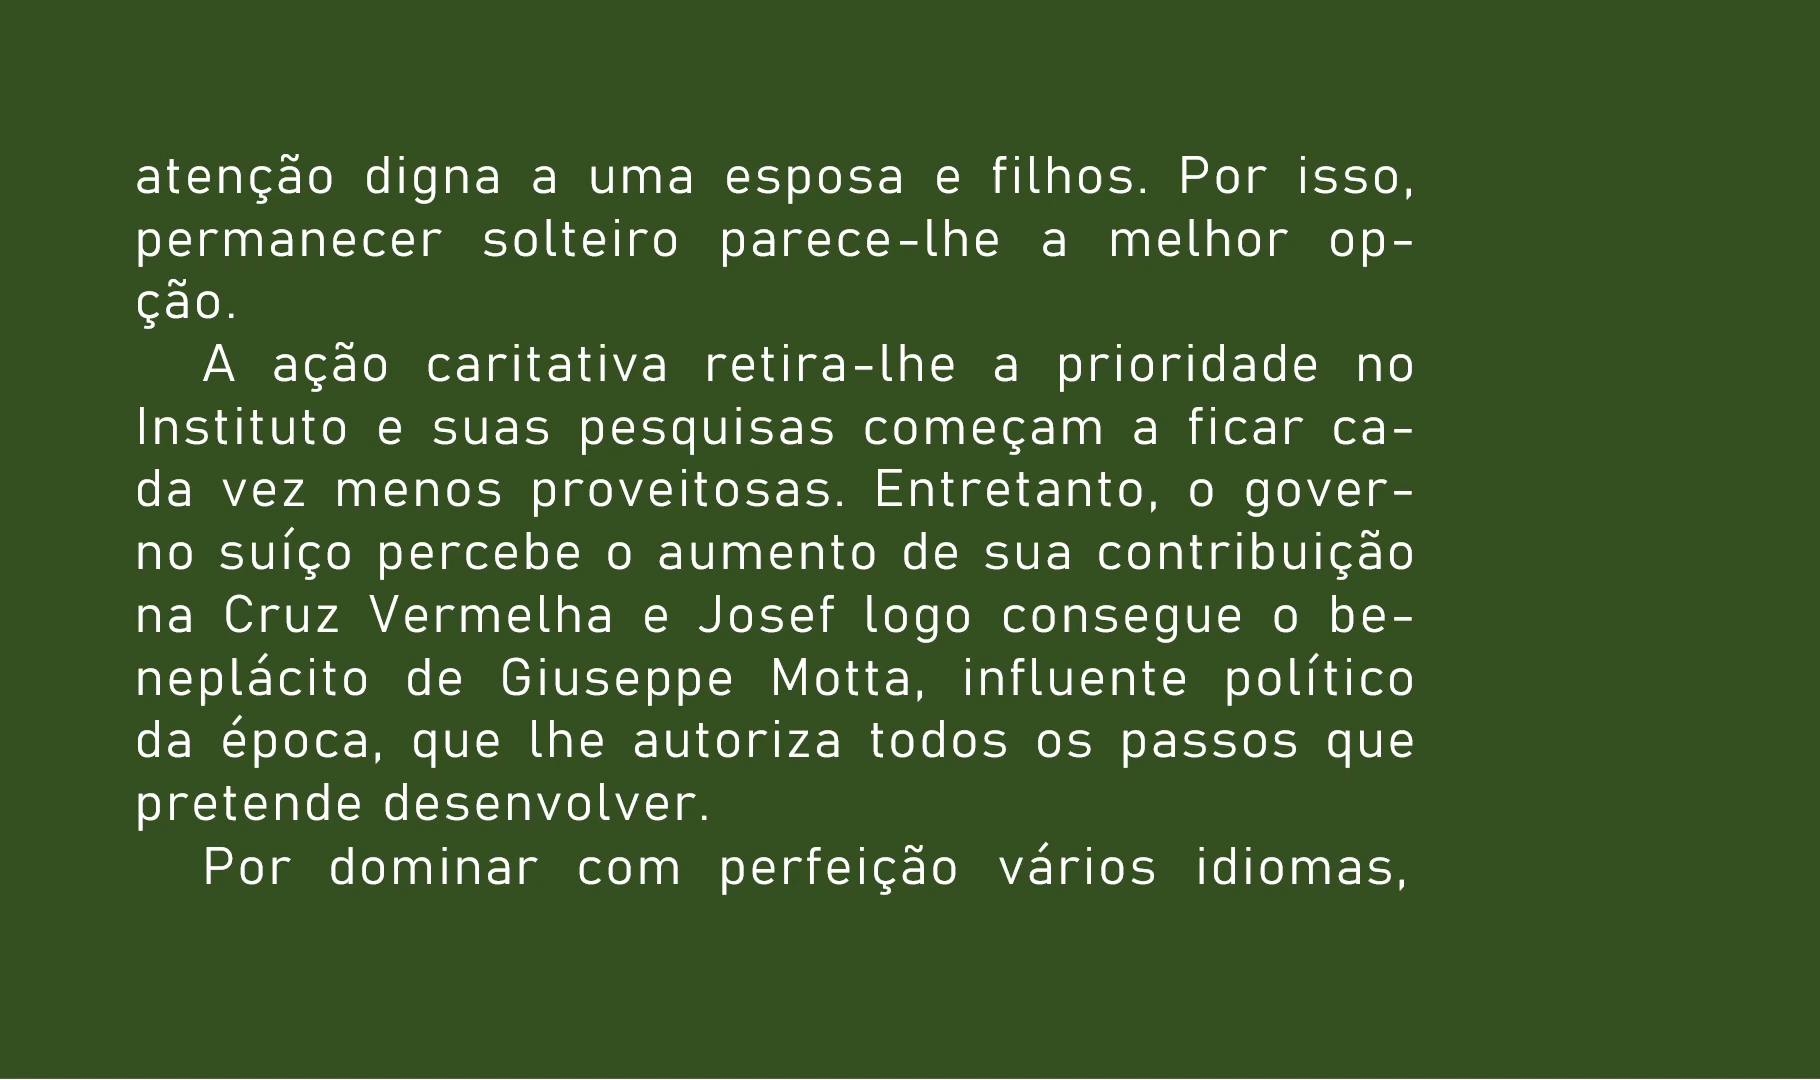 atenção digna a uma esposa e filhos. Por isso,
permanecer solteiro parece-lhe a melhor op-
ção.
A ação caritativa retira-lhe a prioridade no
Instituto e suas pesquisas começam a ficar ca-
da vez menos proveitosas. Entretanto, o gover-
no suíço percebe o aumento de sua contribuição
na Cruz Vermelha e Josef logo consegue o be-
neplácito de Giuseppe Motta, influente político
da época, que lhe autoriza todos os passos que
pretende desenvolver.
Por dominar com perfeição vários idiomas,